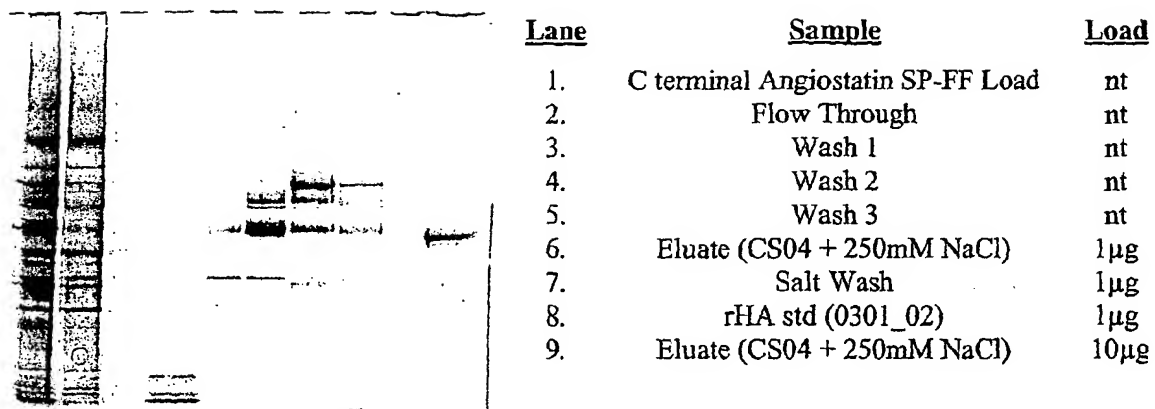 Lane Sample Load
1. C terminal Angiostatin SP-FF Load nt
2. Flow Through nt
3. Wash 1 nt
4. Wash 2 nt
5. Wash 3 nt
6. Eluate (CS04 + 250mM NaCl) 1µg
7. Salt Wash 1µg
8. rHA std (0301_02) 1µg
9. Eluate (CS04 + 250mM NaCl) 10µg